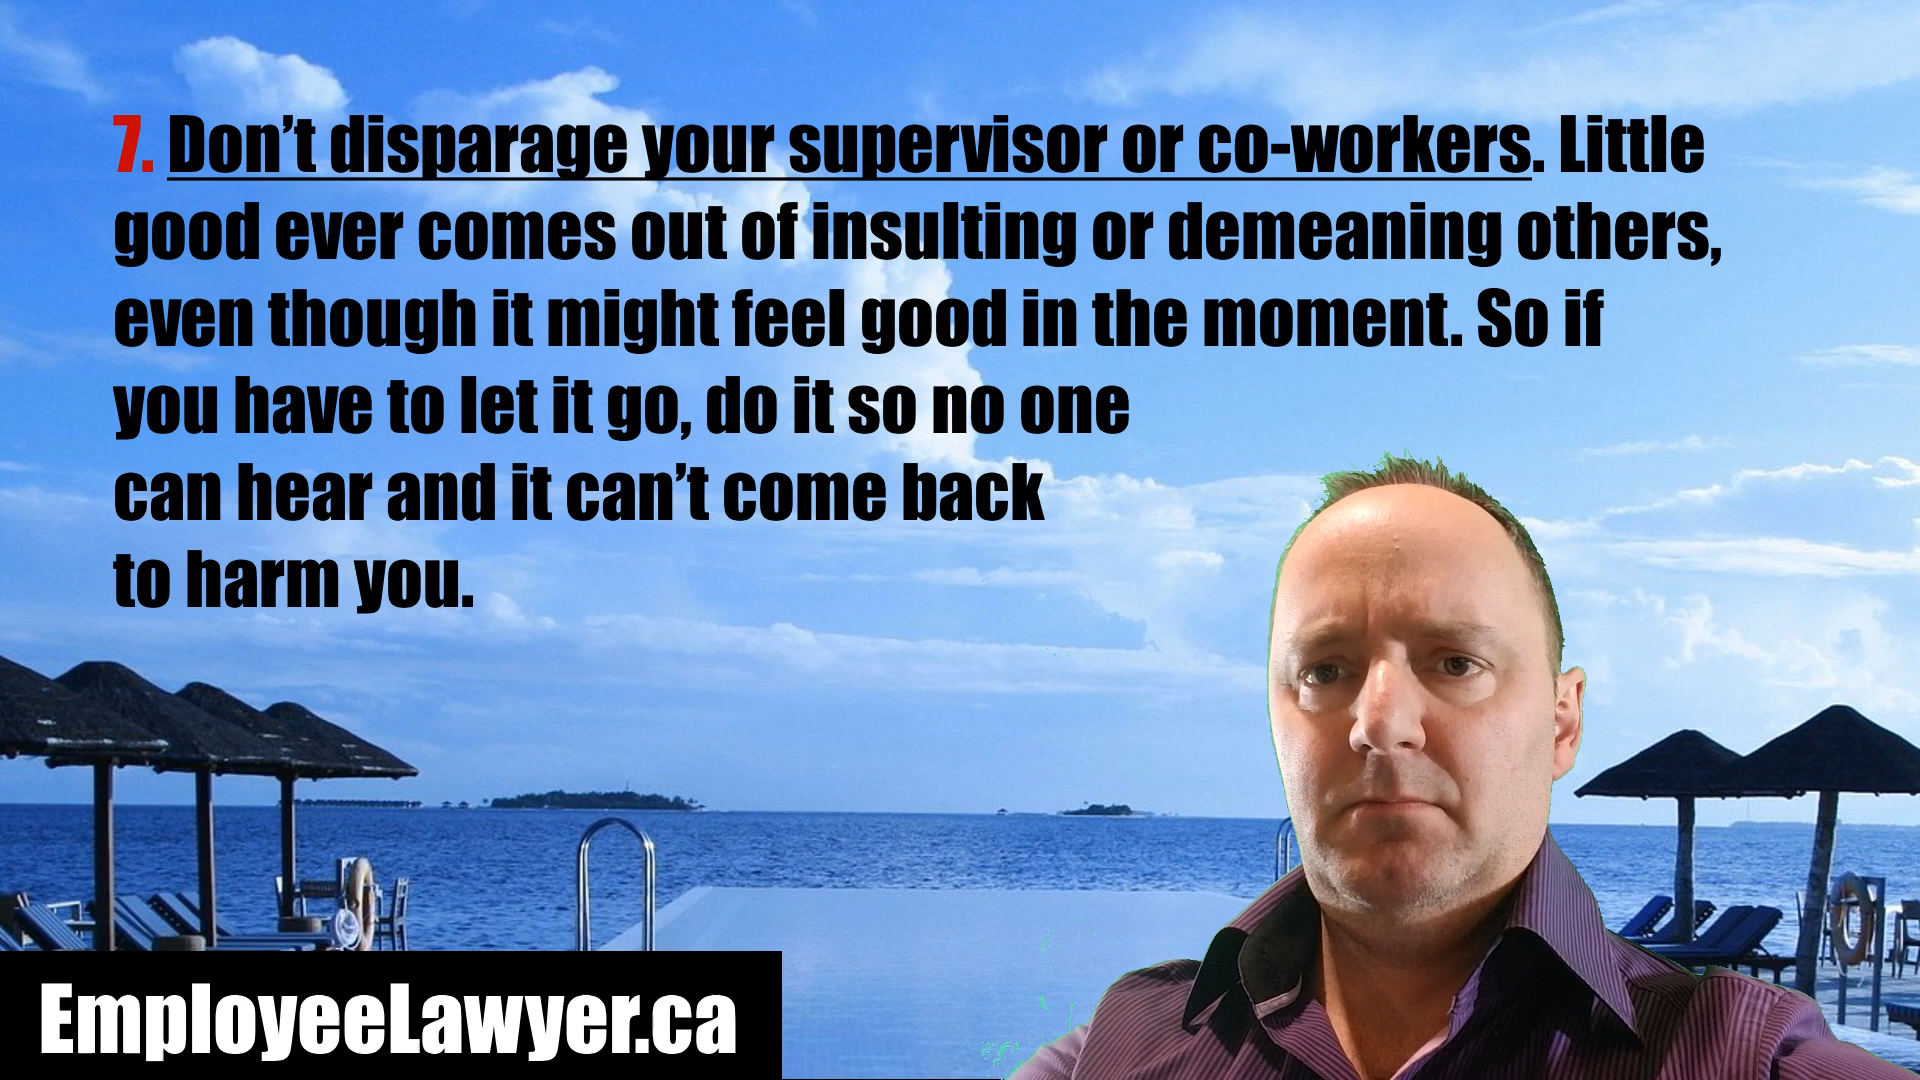 7. Don’t disparage your supervisor or co-workers. Little
good ever comes out of insulting or demeaning others,
even though it might feel good in the moment. So if
you have to let it go, do it so no one
can hear and it can’t come back
to harm you.
EmployeeLawyer.ca